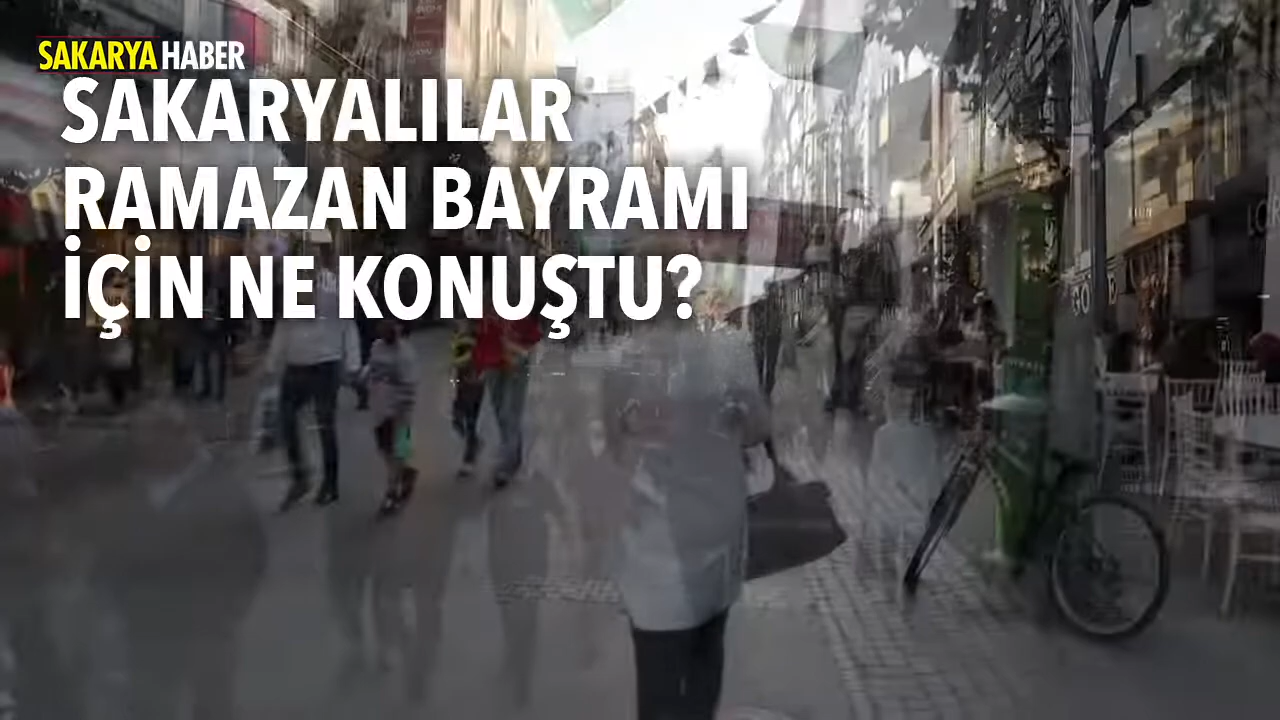 SAKARYA HABER
SAKARYALILAR
RAMAZAN BAYRAMI
İÇİN NE KONUŞTU?